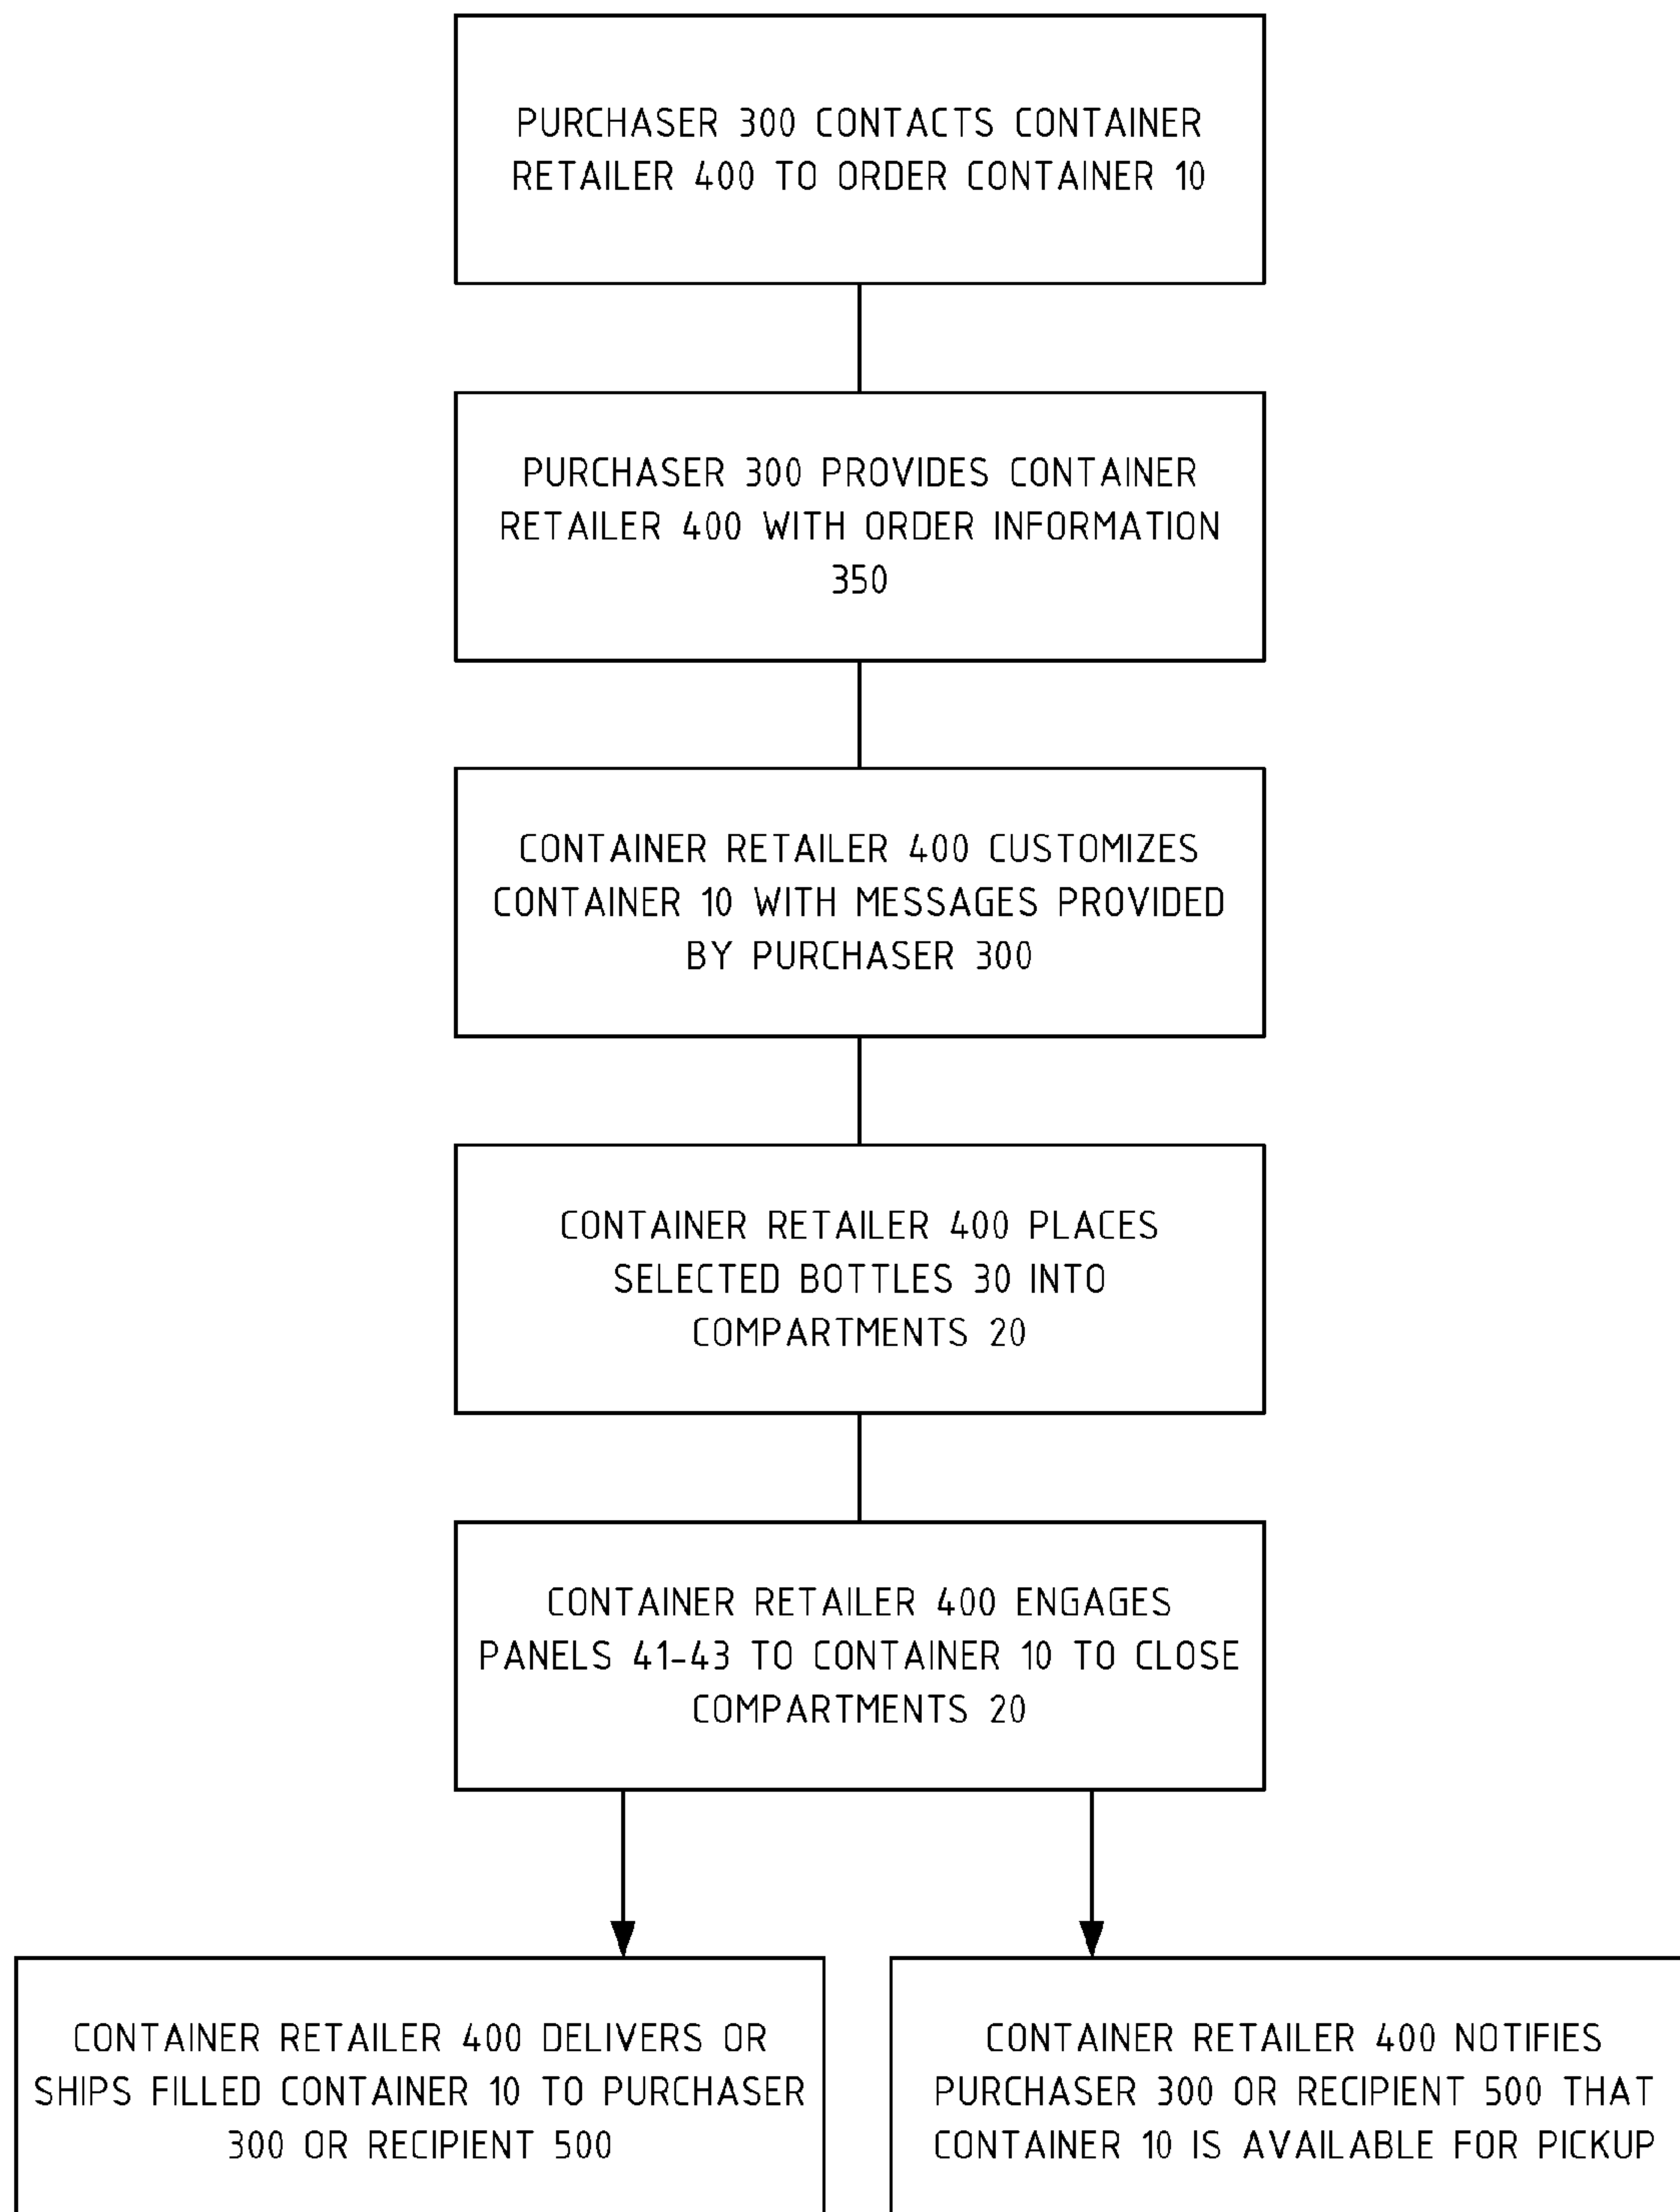 PURCHASER 300 CONTACTS CONTAINER
RETAILER 400 TO ORDER CONTAINER 10
PURCHASER 300 PROVIDES CONTAINER
RETAILER 400 WITH ORDER INFORMATION
350
CONTAINER RETAILER 400 CUSTOMIZES
CONTAINER 10 WITH MESSAGES PROVIDED
BY PURCHASER 300
CONTAINER RETAILER 400 PLACES
SELECTED BOTTLES 30 INTO
COMPARTMENTS 20
CONTAINER RETAILER 400 ENGAGES
PANELS 41-43 TO CONTAINER 10 TO CLOSE
COMPARTMENTS 20
CONTAINER RETAILER 400 DELIVERS OR
SHIPS FILLED CONTAINER 10 TO PURCHASER
300 OR RECIPIENT 500
CONTAINER RETAILER 400 NOTIFIES
PURCHASER 300 OR RECIPIENT 500 THAT
CONTAINER 10 IS AVAILABLE FOR PICKUP